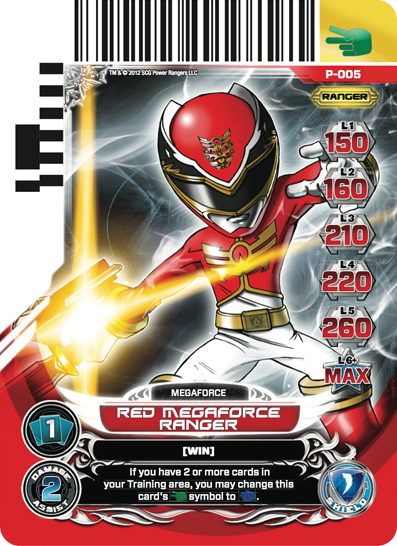 TM & © 2012 SCG Power Rangers LLC
P-005
RANGER
L1
150
L2
160
L3
210
L4
220
L5
260
L6+
MAX
MEGAFORCE
RED MEGAFORCE
RANGER
1
[WIN]
DAMAGE
2
ASSIST
If you have 2 or more cards in
your Training area, you may change this
card's symbol to .
SHIELD